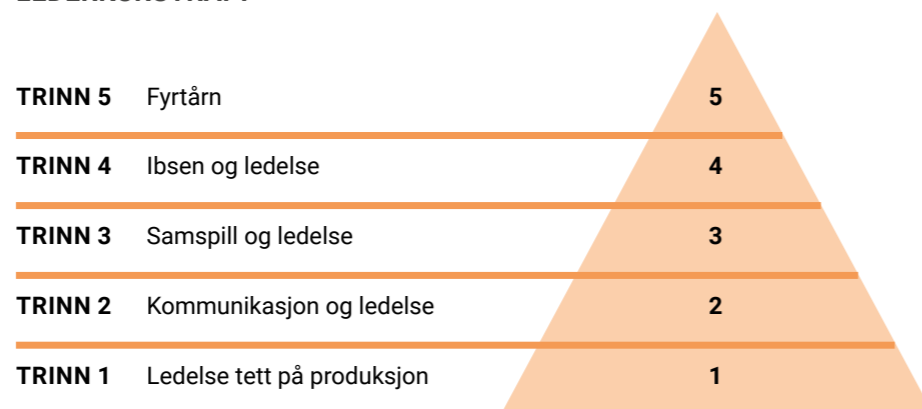 TRINN 5 Fyrtårn 5
TRINN 4 Ibsen og ledelse 4
TRINN 3 Samspill og ledelse 3
TRINN 2 Kommunikasjon og ledelse 2
TRINN 1 Ledelse tett på produksjon 1